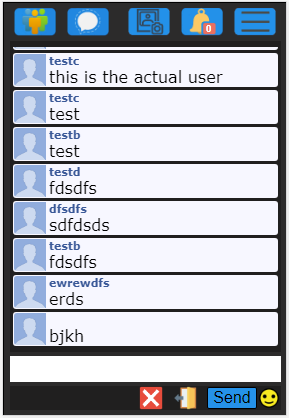 0
testc
this is the actual user
testc
test
testb
test
testd
fdsdfs
dfsdfs
sdfdsds
testb
fdsdfs
ewrewdfs
erds
bjkh
Send